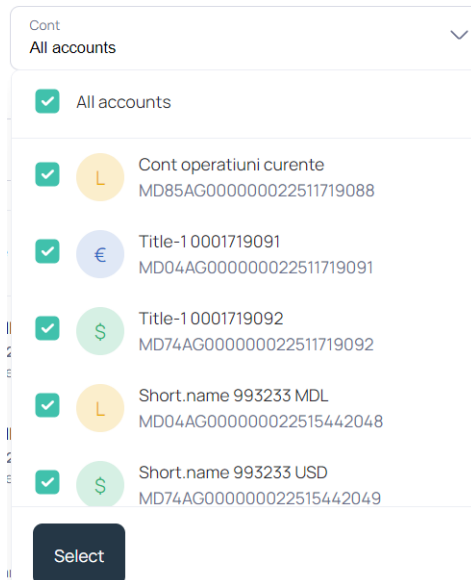 Cont
All accounts
All accounts
L
Cont operatiuni curente
MD85AG000000022511719088
€
Title-1 0001719091
MD04AG000000022511719091
$
Title-1 0001719092
MD74AG000000022511719092
L
Short.name 993233 MDL
MD04AG000000022515442048
$
Short.name 993233 USD
MD74AG000000022515442049
Select